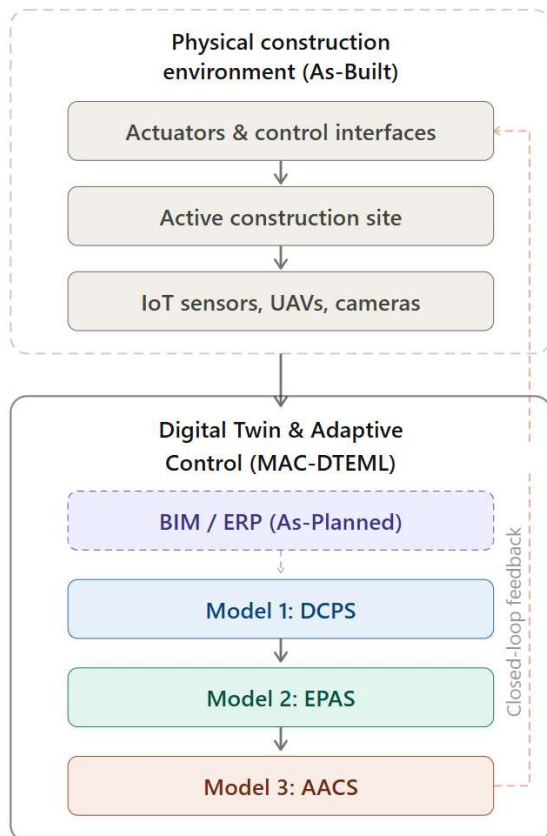 Physical construction
environment (As-Built)
Actuators & control interfaces
Active construction site
IoT sensors, UAVs, cameras
Digital Twin & Adaptive
Control (MAC-DTEML)
BIM / ERP (As-Planned)
Model 1: DCPS
Model 2: EPAS
Model 3: AACS
Closed-loop feedback